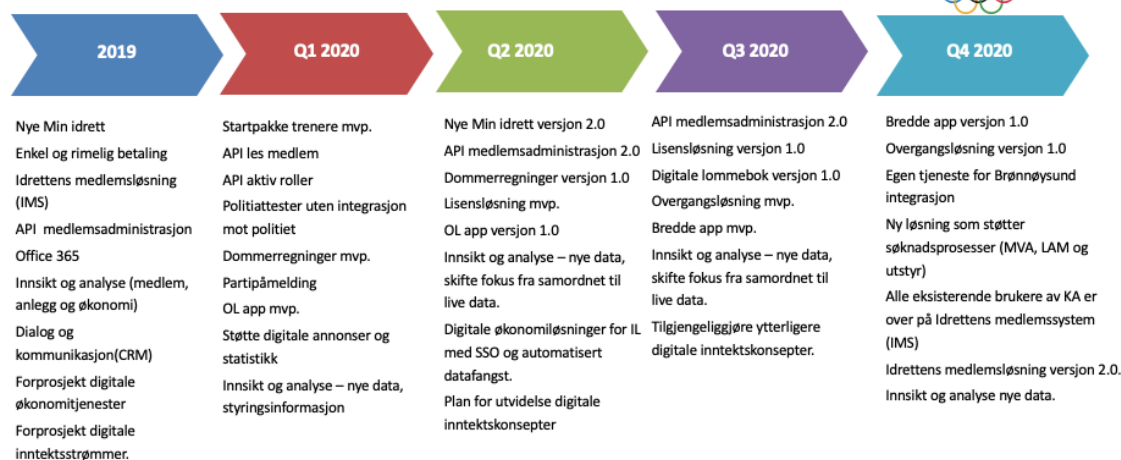 2019
Nye Min idrett
Enkel og rimelig betaling
Idrettens medlemsløsning
(IMS)
API  medlemsadministrasjon
Office 365
Innsikt og analyse (medlem,
anlegg og økonomi)
Dialog og
kommunikasjon(CRM)
Forprosjekt digitale
økonomitjenester
Forprosjekt digitale
inntektsstrømmer.
Q1 2020
Startpakke trenere mvp.
API les medlem
API aktiv roller
Politiattester uten integrasjon
mot politiet
Dommerregninger mvp.
Partipåmelding
OL app mvp.
Støtte digitale annonser og
statistikk
Innsikt og analyse – nye data,
styringsinformasjon
Q2 2020
Nye Min idrett versjon 2.0
API medlemsadministrasjon 2.0
Dommerregninger versjon 1.0
Lisensløsning mvp.
OL app versjon 1.0
Innsikt og analyse – nye data,
skifte fokus fra samordnet til
live data.
Digitale økonomiløsninger for IL
med SSO og automatisert
datafangst.
Plan for utvidelse digitale
inntektskonsepter
Q3 2020
API medlemsadministrasjon 2.0
Lisensløsning versjon 1.0
Digitale lommebok versjon 1.0
Overgangsløsning mvp.
Bredde app mvp.
Innsikt og analyse – nye data,
skifte fokus fra samordnet til
live data.
Tilgjengeliggjøre ytterligere
digitale inntektskonsepter.
Q4 2020
Bredde app versjon 1.0
Overgangsløsning versjon 1.0
Egen tjeneste for Brønnøysund
integrasjon
Ny løsning som støtter
søknadsprosesser (MVA, LAM og
utstyr)
Alle eksisterende brukere av KA er
over på Idrettens medlemssystem
(IMS)
Idrettens medlemsløsning versjon 2.0.
Innsikt og analyse nye data.